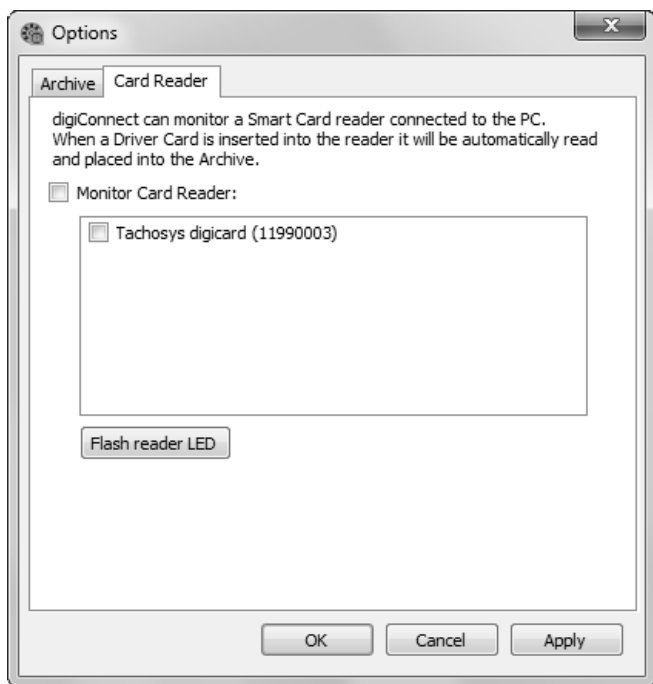 Options
x
Archive
Card Reader
digiConnect can monitor a Smart Card reader connected to the PC.
When a Driver Card is inserted into the reader it will be automatically read
and placed into the Archive.
Monitor Card Reader:
Tachosys digicard (11990003)
Flash reader LED
OK
Cancel
Apply